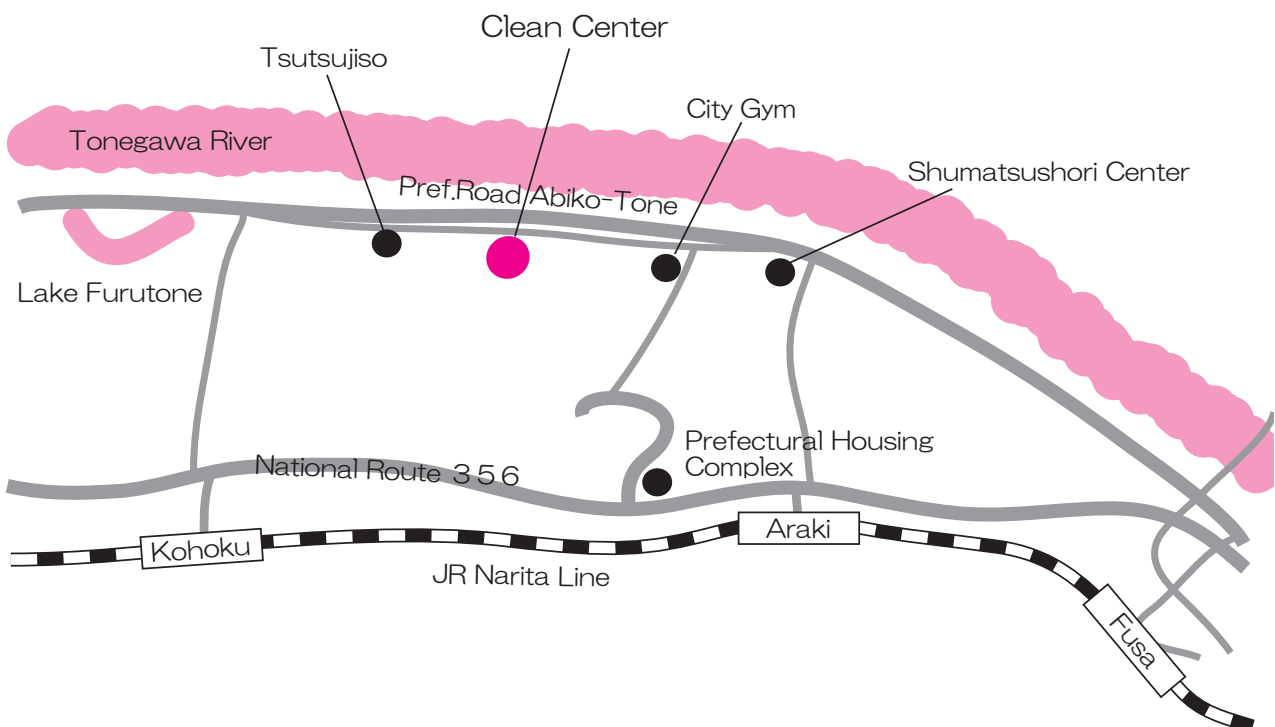 Clean Center
Tsutsujiso
City Gym
Tonegawa River
Shumatsushori Center
Pref.Road Abiko-Tone
Lake Furutone
Prefectural Housing
Complex
National Route 356
Araki
Kohoku
JR Narita Line
Fusa